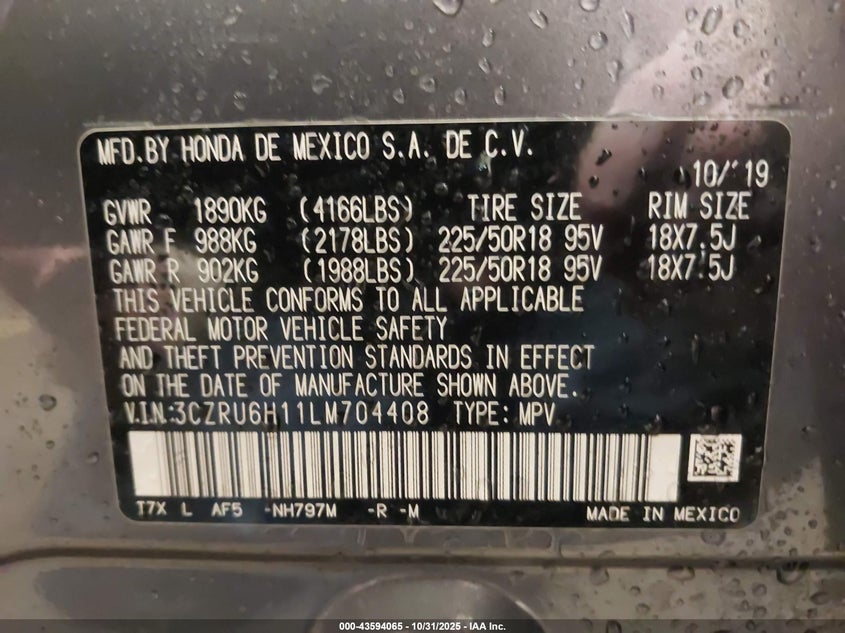 MFD.BY HONDA DE MEXICO S.A. DE C.V.
10/'19
GVWR 1890KG (4166LBS) TIRE SIZE RIM SIZE
GAWR F 988KG (2178LBS) 225/50R18 95V 18X7.5J
GAWR R 902KG (1988LBS) 225/50R18 95V 18X7.5J
THIS VEHICLE CONFORMS TO ALL APPLICABLE
FEDERAL MOTOR VEHICLE SAFETY
AND THEFT PREVENTION STANDARDS IN EFFECT
ON THE DATE OF MANUFACTURE SHOWN ABOVE.
V.I.N:3CZRU6H11LM704408 TYPE: MPV
T7X L AF5 -NH797M -R -M MADE IN MEXICO
000-43594065 - 10/31/2025 - IAA Inc.